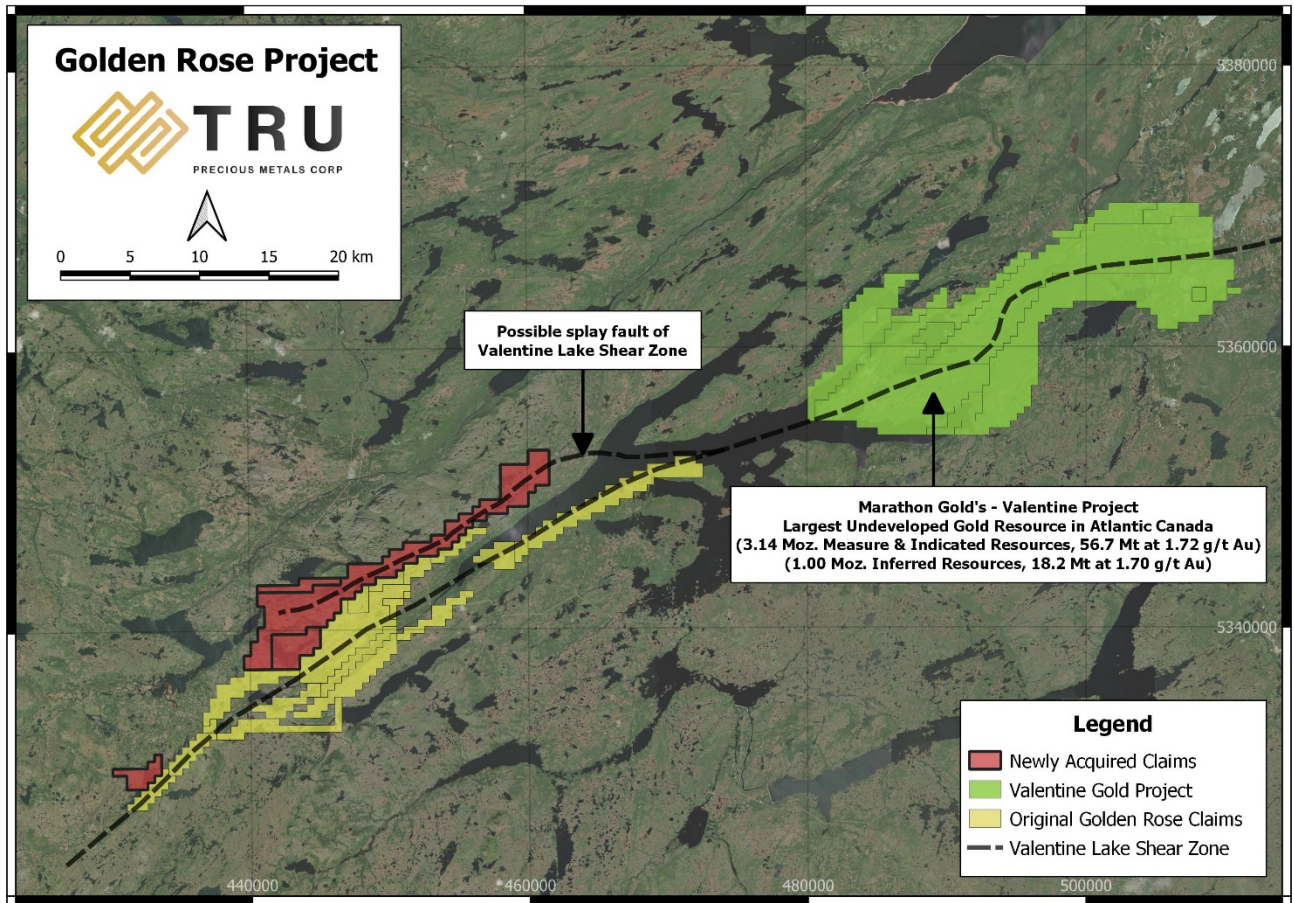 Golden Rose Project
TRU
PRECIOUS METALS CORP
0 5 10 15 20 km
5380000
Possible splay fault of
Valentine Lake Shear Zone
5360000
Marathon Gold's - Valentine Project
Largest Undeveloped Gold Resource in Atlantic Canada
(3.14 Moz. Measure & Indicated Resources, 56.7 Mt at 1.72 g/t Au)
(1.00 Moz. Inferred Resources, 18.2 Mt at 1.70 g/t Au)
5340000
Legend
Newly Acquired Claims
Valentine Gold Project
Original Golden Rose Claims
Valentine Lake Shear Zone
440000 460000 480000 500000